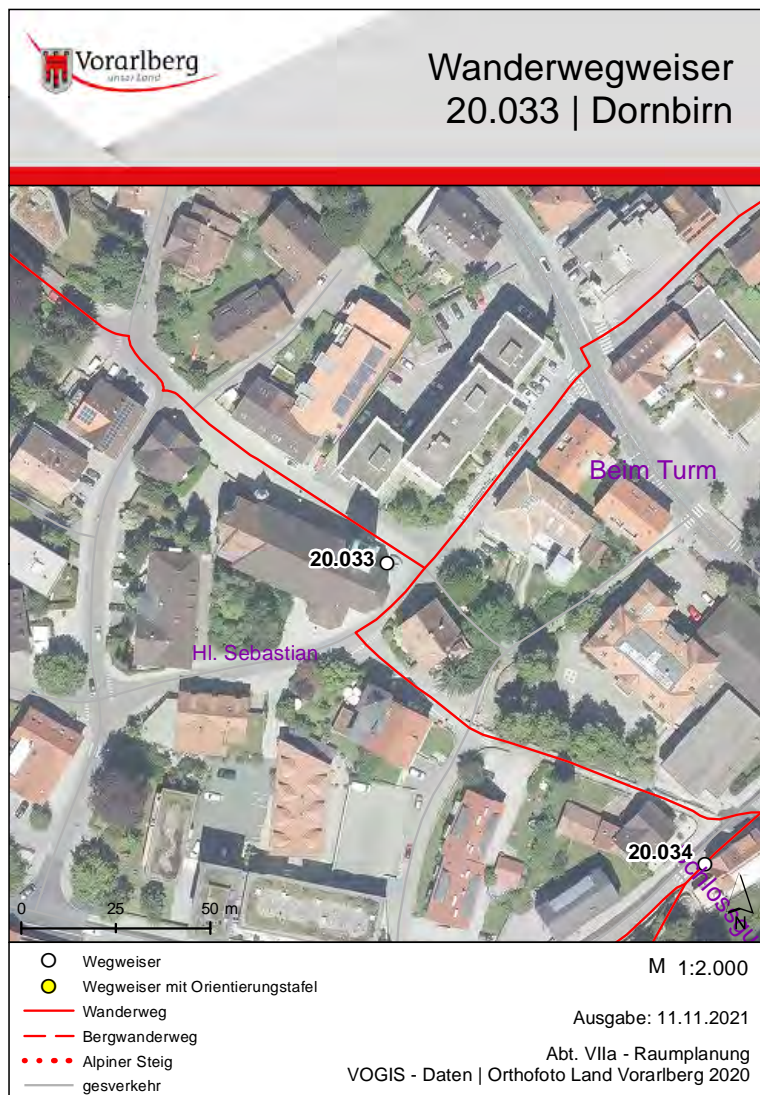 Vorarlberg
unser Land
Wanderwegweiser
20.033 | Dornbirn
Beim Turm
20.033
Hl. Sebastian
20.034
0 25 50 m
N
Wegweiser
Wegweiser mit Orientierungstafel
Wanderweg
Bergwanderweg
Alpiner Steig
gesverkehr
M 1:2.000
Ausgabe: 11.11.2021
Abt. VIIa - Raumplanung
VOGIS - Daten | Orthofoto Land Vorarlberg 2020